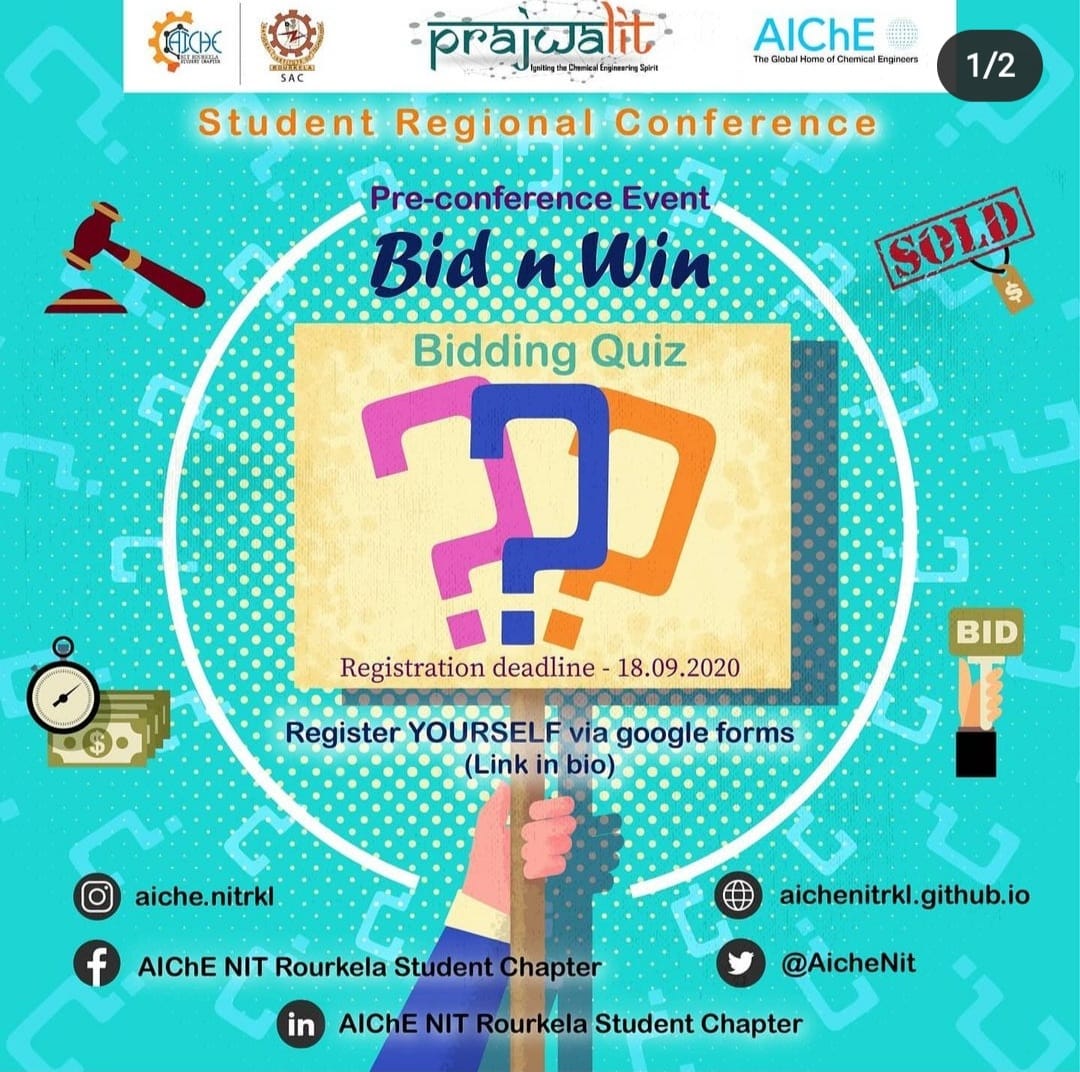 AIChE
NIT ROURKELA
STUDENT CHAPTER
ROURKELA
SAC
prajwalit
Igniting the Chemical Engineering Spirit
AIChE
The Global Home of Chemical Engineers
1/2
Student Regional Conference
Pre-conference Event
Bid n Win
SOLD
$
Bidding Quiz
???
Registration deadline - 18.09.2020
BID
$
Register YOURSELF via google forms
(Link in bio)
aiche.nitrkl
aichenitrkl.github.io
AIChE NIT Rourkela Student Chapter
@AicheNit
in AIChE NIT Rourkela Student Chapter